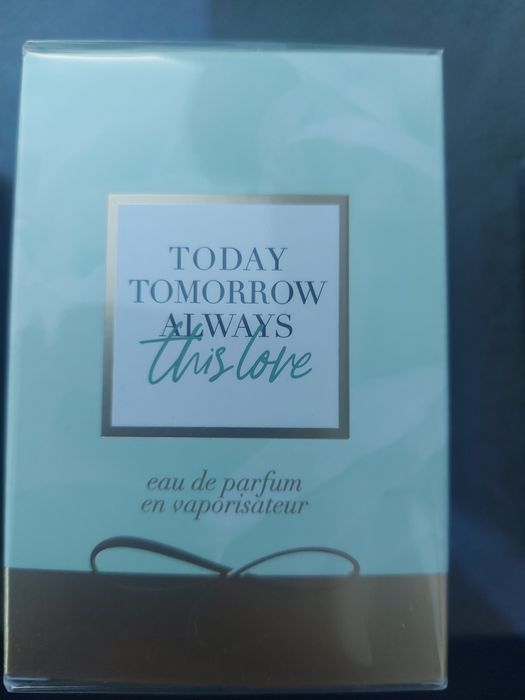 TODAY
TOMORROW
ALWAYS
this love
eau de parfum
en vaporisateur